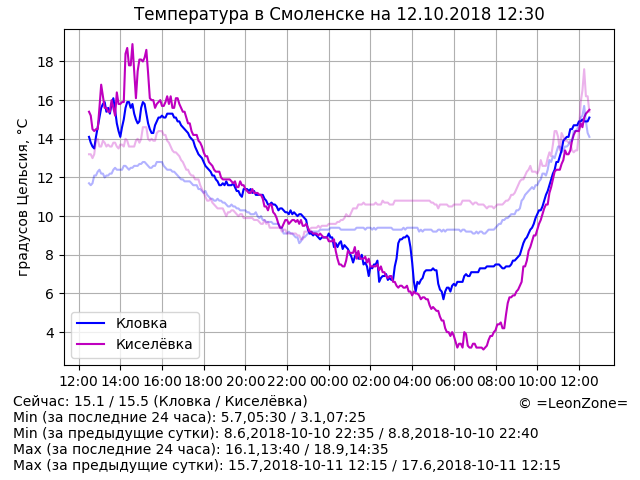 Температура в Смоленске на 12.10.2018 12:30
градусов Цельсия, °C
18
16
14
12
10
8
6
4
Кловка
Киселёвка
12:00 14:00 16:00 18:00 20:00 22:00 00:00 02:00 04:00 06:00 08:00 10:00 12:00
Сейчас: 15.1 / 15.5 (Кловка / Киселёвка)
© =LeonZone=
Min (за последние 24 часа): 5.7,05:30 / 3.1,07:25
Min (за предыдущие сутки): 8.6,2018-10-10 22:35 / 8.8,2018-10-10 22:40
Max (за последние 24 часа): 16.1,13:40 / 18.9,14:35
Max (за предыдущие сутки): 15.7,2018-10-11 12:15 / 17.6,2018-10-11 12:15